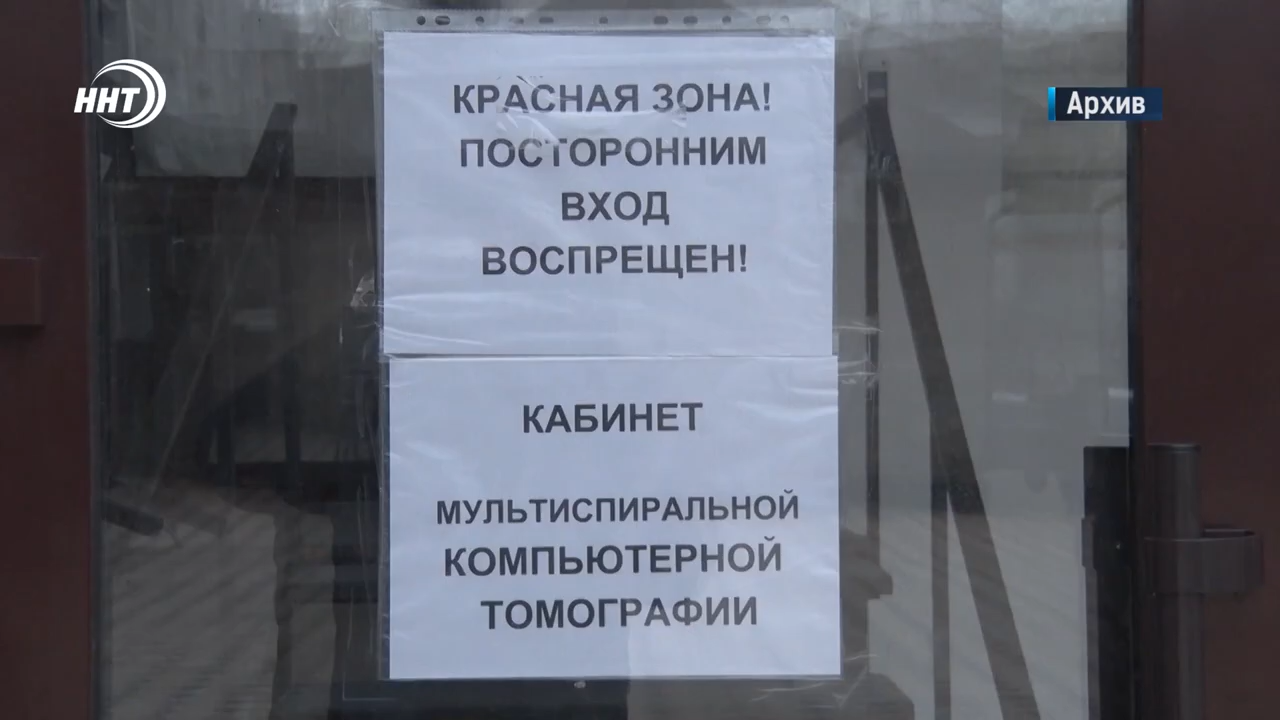 ННТ
Архив
КРАСНАЯ ЗОНА!
ПОСТОРОННИМ
ВХОД
ВОСПРЕЩЕН!
КАБИНЕТ
МУЛЬТИСПИРАЛЬНОЙ
КОМПЬЮТЕРНОЙ
ТОМОГРАФИИ